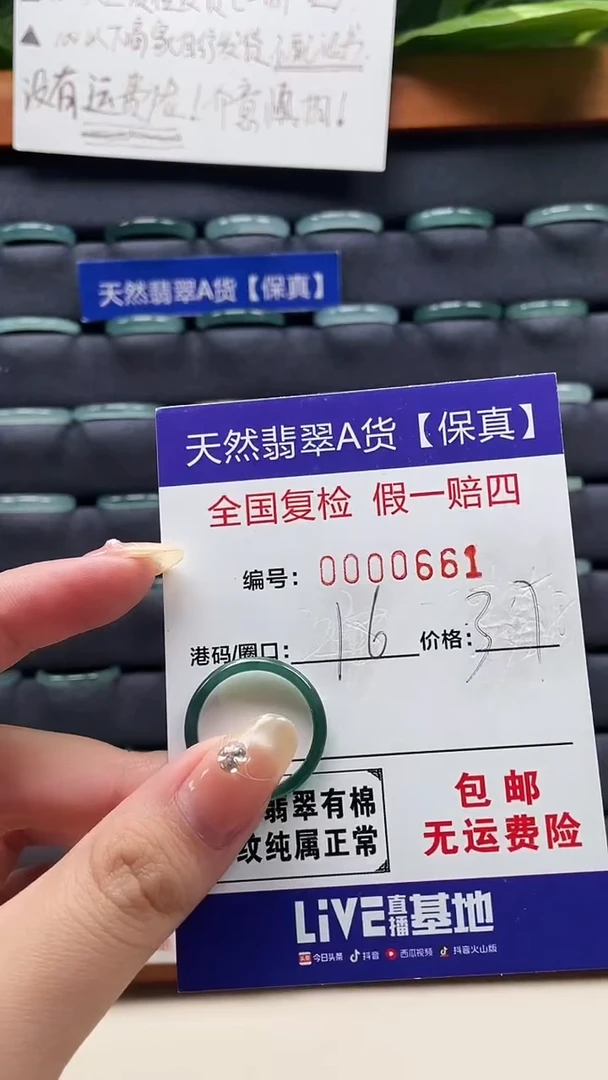 100以下商家自行发货
没有运费险！介意慎拍！
天然翡翠A货【保真】
天然翡翠A货【保真】
全国复检 假一赔四
编号：0000661
港码/圈口：16 价格：37
翡翠有棉
纹纯属正常
包邮
无运费险
LiVE直播基地
今日头条 抖音 西瓜视频 抖音火山版